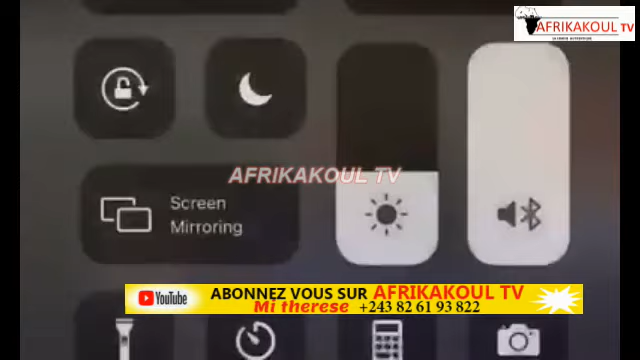 AFRIKAKOUL TV
AFRIKAKOUL TV
Screen
Mirroring
YouTube
ABONNEZ VOUS SUR AFRIKAKOUL TV
Mi therese +243 82 61 93 822